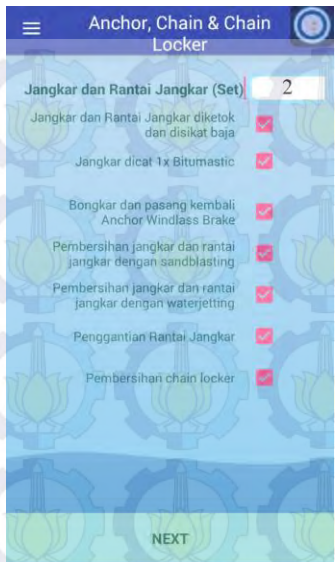 Anchor, Chain & Chain
Locker
Jangkar dan Rantai Jangkar (Set) 2
Jangkar dan Rantai Jangkar diketok
dan disikat baja
Jangkar dicat 1x Bitumastic
Bongkar dan pasang kembali
Anchor Windlass Brake
Pembersihan jangkar dan rantai
jangkar dengan sandblasting
Pembersihan jangkar dan rantai
jangkar dengan waterjetting
Penggantian Rantai Jangkar
Pembersihan chain locker
NEXT